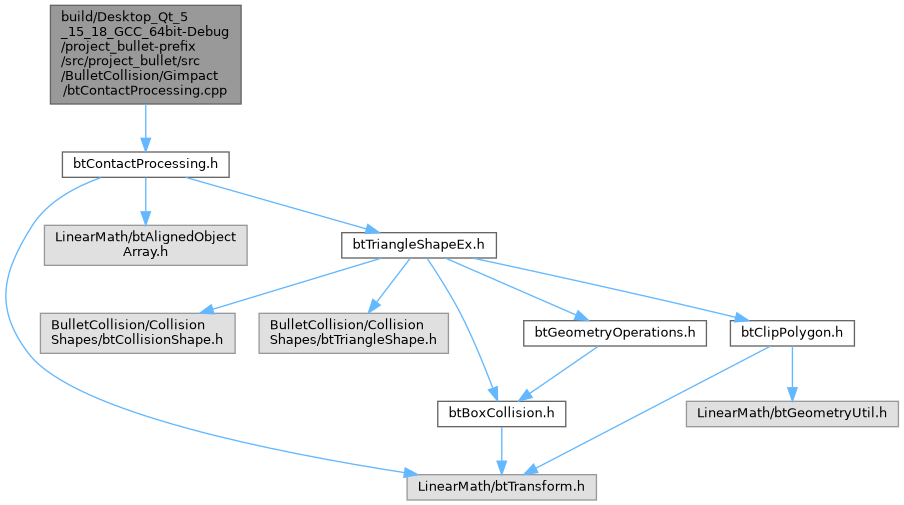 build/Desktop_Qt_5
_15_18_GCC_64bit-Debug
/project_bullet-prefix
/src/project_bullet/src
/BulletCollision/Gimpact
/btContactProcessing.cpp
btContactProcessing.h
LinearMath/btAlignedObject
Array.h
btTriangleShapeEx.h
BulletCollision/Collision
Shapes/btCollisionShape.h
BulletCollision/Collision
Shapes/btTriangleShape.h
btGeometryOperations.h
btClipPolygon.h
btBoxCollision.h
LinearMath/btGeometryUtil.h
LinearMath/btTransform.h